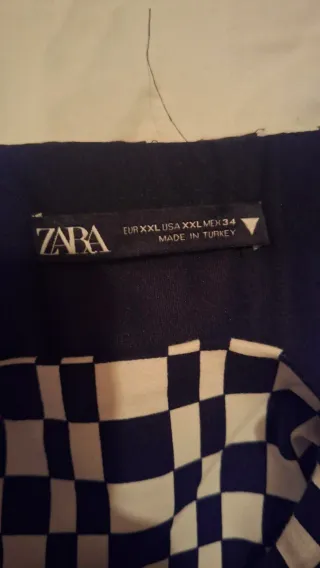 ZARA
EUR XXL USA XXL MEX 34
MADE IN TURKEY